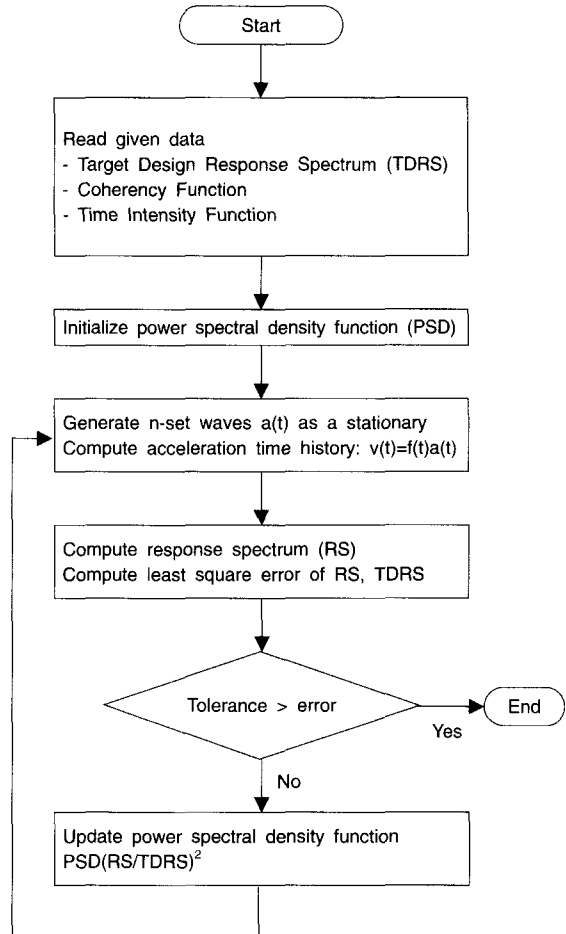 Start
Read given data
- Target Design Response Spectrum (TDRS)
- Coherency Function
- Time Intensity Function
Initialize power spectral density function (PSD)
Generate n-set waves a(t) as a stationary
Compute acceleration time history: v(t)=f(t)a(t)
Compute response spectrum (RS)
Compute least square error of RS, TDRS
Tolerance > error
Yes
End
No
Update power spectral density function
PSD(RS/TDRS)²